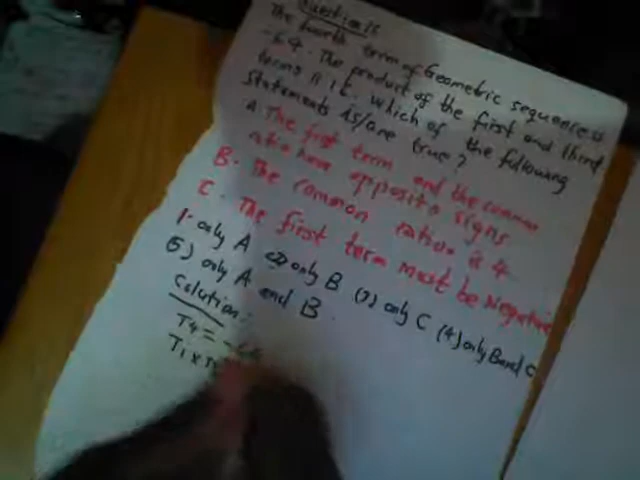 Question 15
The fourth term of Geometric sequence is
-64. The product of the first and third
terms is 16. Which of the following
statements is/are true?
A. The first term and the common
ratio have opposite signs
B. The common ratio is 4
C. The first term must be Negative
1. only A (2) only B (3) only C (4) only B and C
(5) only A and B.
Solution:
T4 = -64
T1 x T